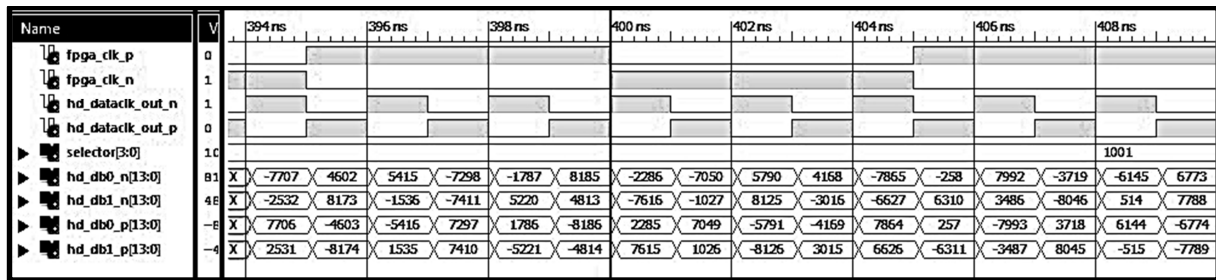 Name V 394 ns 396 ns 398 ns 400 ns 402 ns 404 ns 406 ns 408 ns
fpga_clk_p 0
fpga_clk_n 1
hd_dataclk_out_n 1
hd_dataclk_out_p 0
selector[3:0] 10 1001
hd_db0_n[13:0] 81 X -7707 4602 5415 -7298 -1787 8185 -2286 -7050 5790 4168 -7865 -258 7992 -3719 -6145 6773
hd_db1_n[13:0] 48 X -2532 8173 -1536 -7411 5220 4813 -7616 -1027 8125 -3016 -6627 6310 3486 -8046 514 7788
hd_db0_p[13:0] X 7706 -4603 -5416 7297 1786 -8186 2285 7049 -5791 -4169 7864 257 -7993 3718 6144 -6774
hd_db1_p[13:0] -4 X 2531 -8174 1535 7410 -5221 -4814 7615 1026 -8126 3015 6626 -6311 -3487 8045 -515 -7789